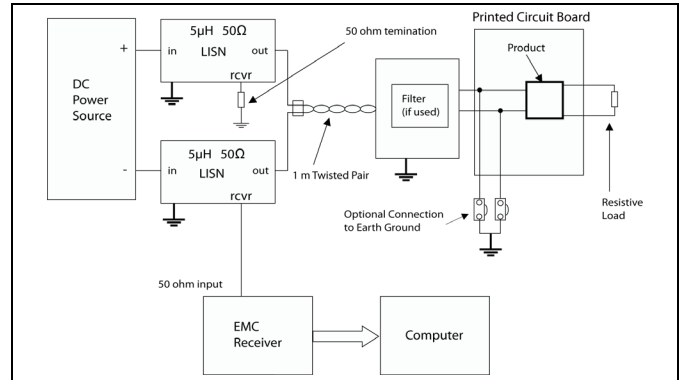 Printed Circuit Board
5µH 50Ω
LISN
in
out
rcvr
50 ohm temination
Product
+
DC
Power
Source
Filter
(if used)
5µH 50Ω
LISN
-
in
out
rcvr
1 m Twisted Pair
Resistive
Load
Optional Connection
to Earth Ground
50 ohm input
EMC
Receiver
Computer